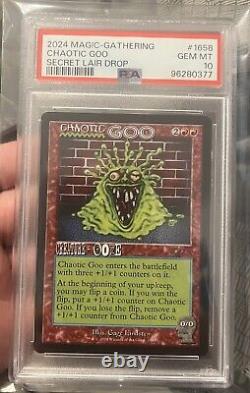 2024 MAGIC-GATHERING #1658
CHAOTIC GOO GEM MT
SECRET LAIR DROP 10
PSA 96280377
CHAOTIC GOO 2
CREATURE - OOZE
Chaotic Goo enters the battlefield
with three +1/+1 counters on it.
At the beginning of your upkeep,
you may flip a coin. If you win the
flip, put a +1/+1 counter on Chaotic
Goo. If you lose the flip, remove a
+1/+1 counter from Chaotic Goo.
0/0
Illus.